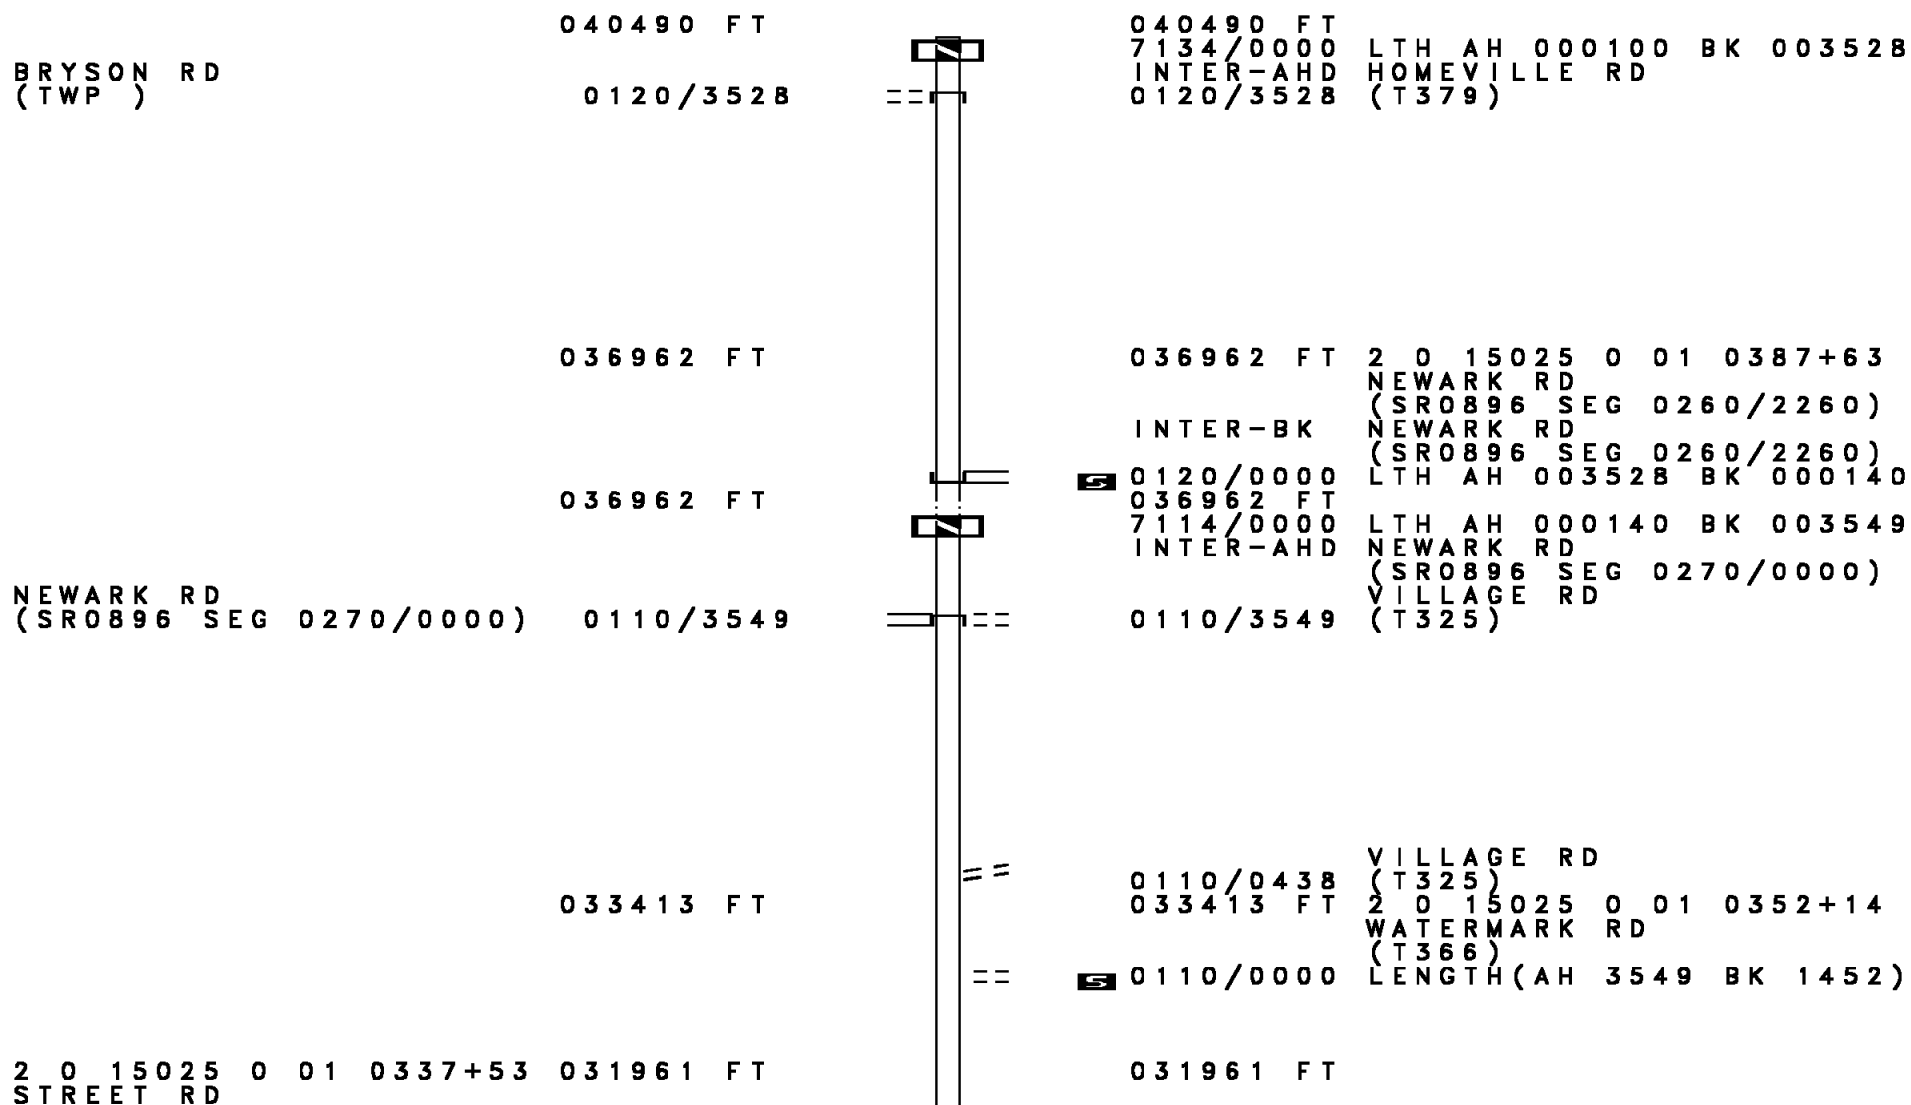 040490 FT 040490 FT
7134/0000 LTH AH 000100 BK 003528
BRYSON RD INTER-AHD HOMEVILLE RD
(TWP ) 0120/3528 0120/3528 (T379)
036962 FT 036962 FT 2 0 15025 0 01 0387+63
NEWARK RD
(SR0896 SEG 0260/2260)
INTER-BK NEWARK RD
(SR0896 SEG 0260/2260)
S 0120/0000 LTH AH 003528 BK 000140
036962 FT 036962 FT
7114/0000 LTH AH 000140 BK 003549
INTER-AHD NEWARK RD
(SR0896 SEG 0270/0000)
NEWARK RD VILLAGE RD
(SR0896 SEG 0270/0000) 0110/3549 0110/3549 (T325)
VILLAGE RD
0110/0438 (T325)
033413 FT 033413 FT 2 0 15025 0 01 0352+14
WATERMARK RD
(T366)
S 0110/0000 LENGTH(AH 3549 BK 1452)
2 0 15025 0 01 0337+53 031961 FT 031961 FT
STREET RD